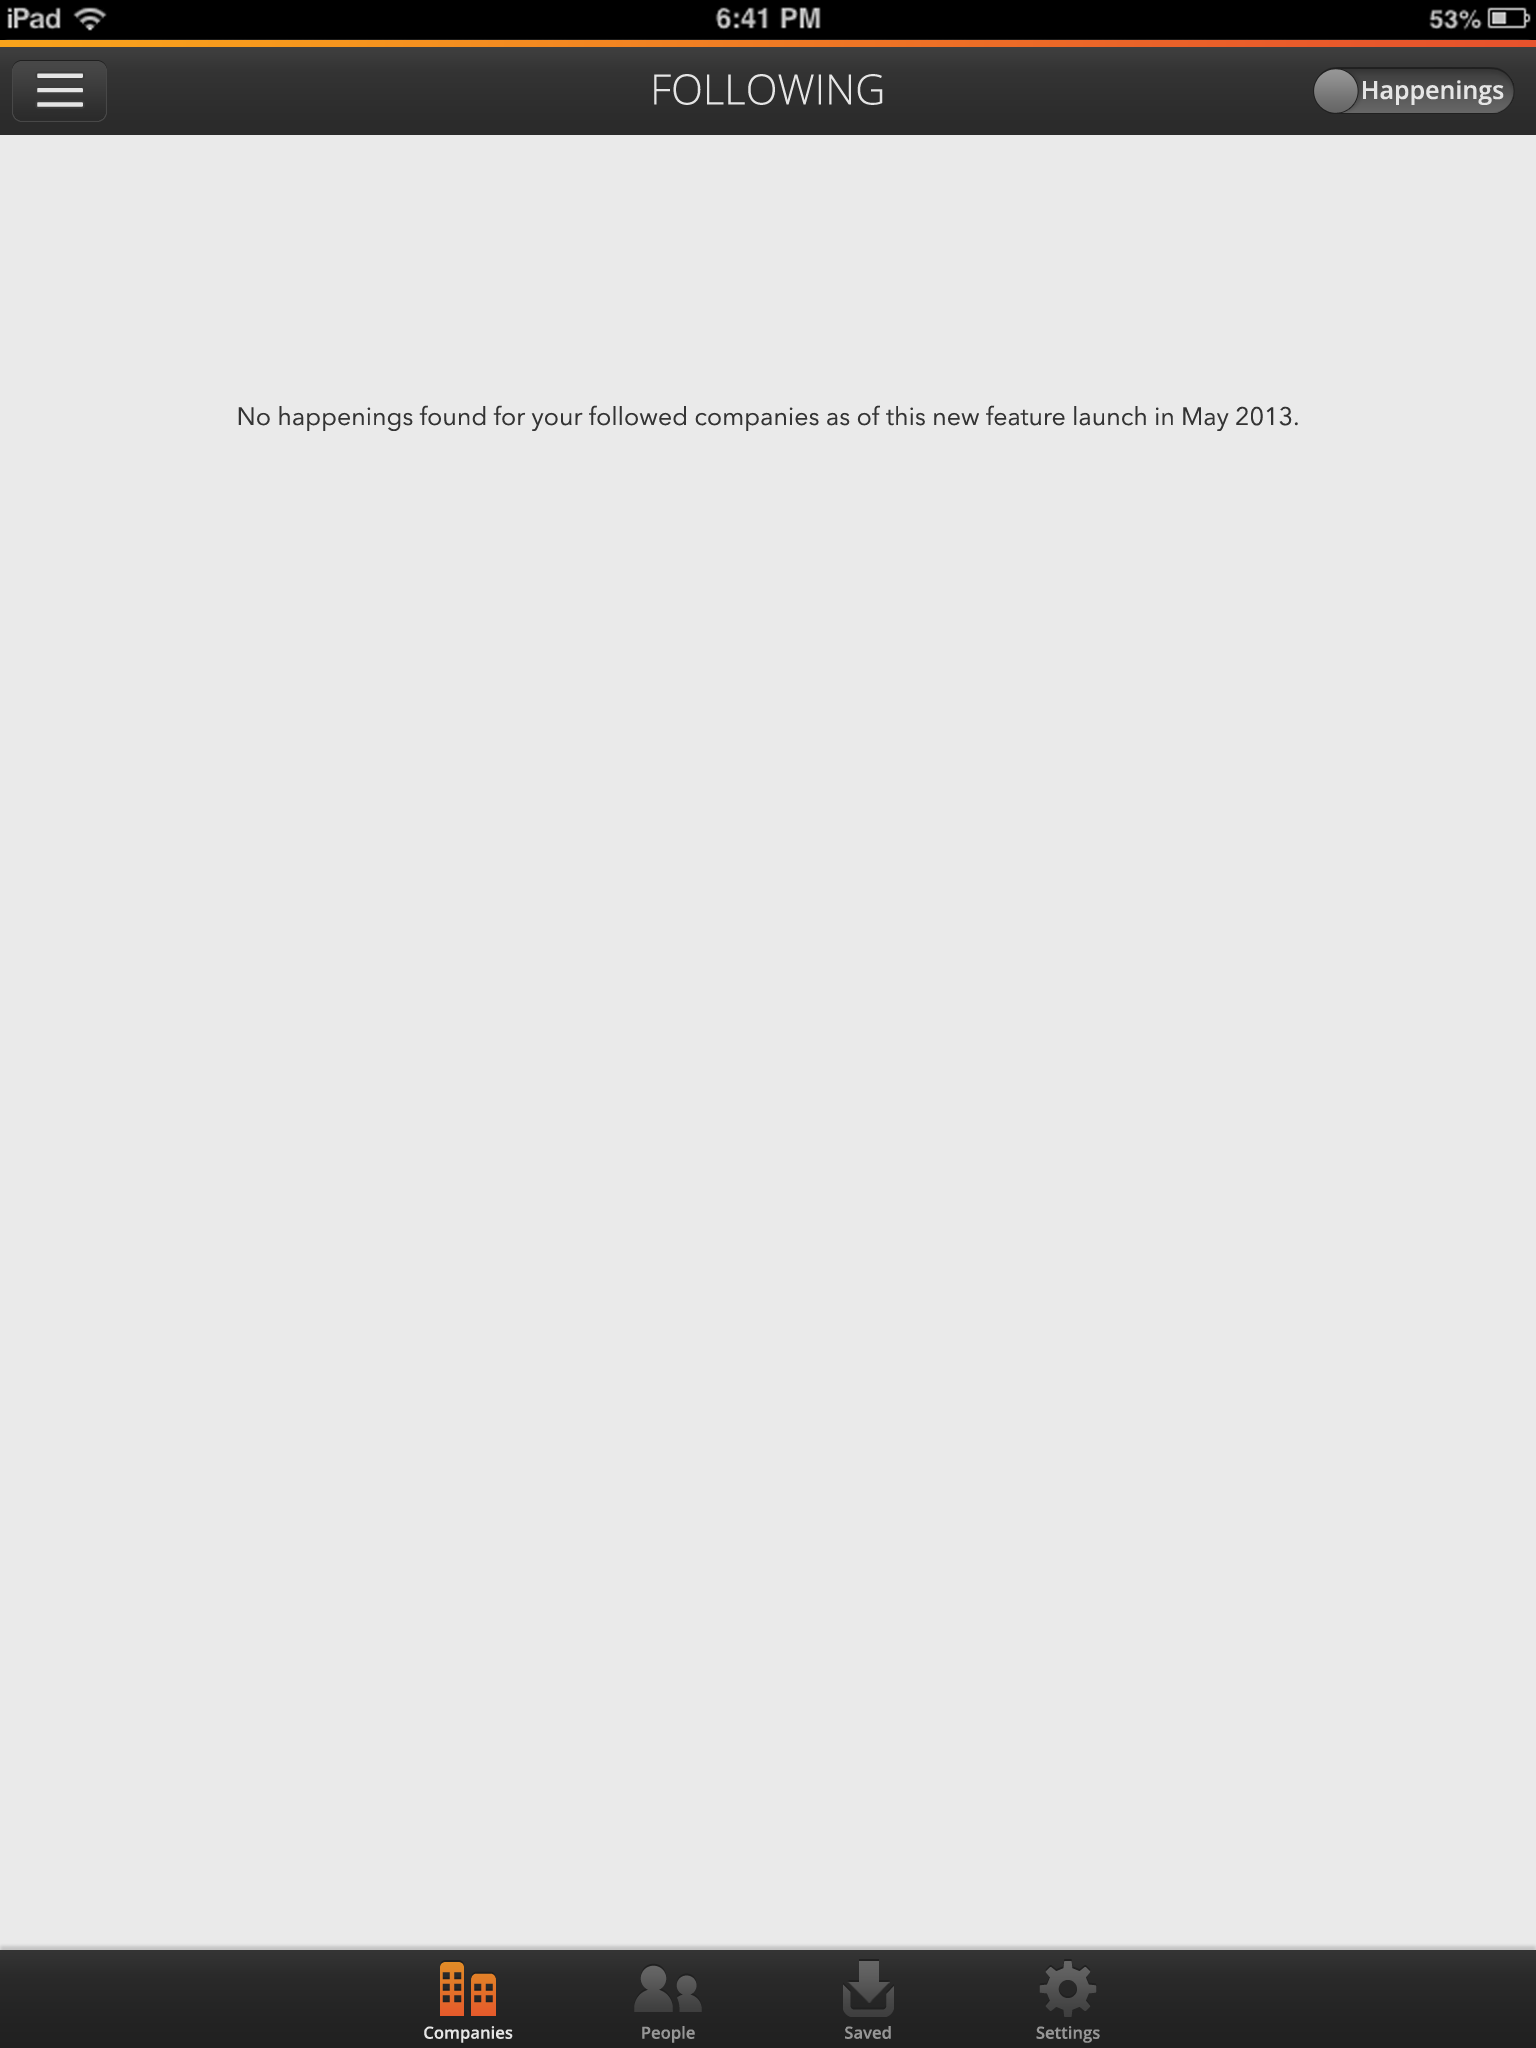 iPad 6:41 PM 53%
FOLLOWING Happenings
No happenings found for your followed companies as of this new feature launch in May 2013.
Companies People Saved Settings